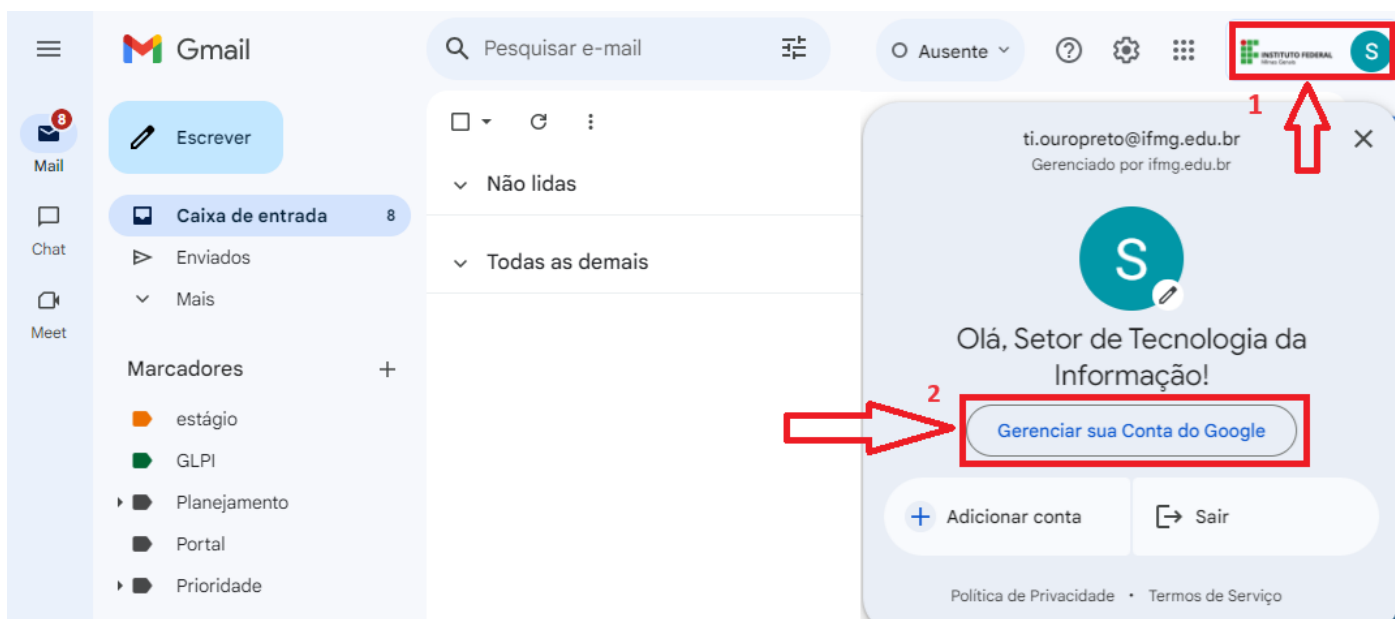 Gmail
Pesquisar e-mail
Ausente
INSTITUTO FEDERAL
Minas Gerais
S
1
8
Mail
Chat
Meet
Escrever
Caixa de entrada 8
Enviados
Mais
Marcadores
estágio
GLPI
Planejamento
Portal
Prioridade
Não lidas
Todas as demais
ti.ouropreto@ifmg.edu.br
Gerenciado por ifmg.edu.br
S
Olá, Setor de Tecnologia da
Informação!
2
Gerenciar sua Conta do Google
Adicionar conta
Sair
Política de Privacidade • Termos de Serviço